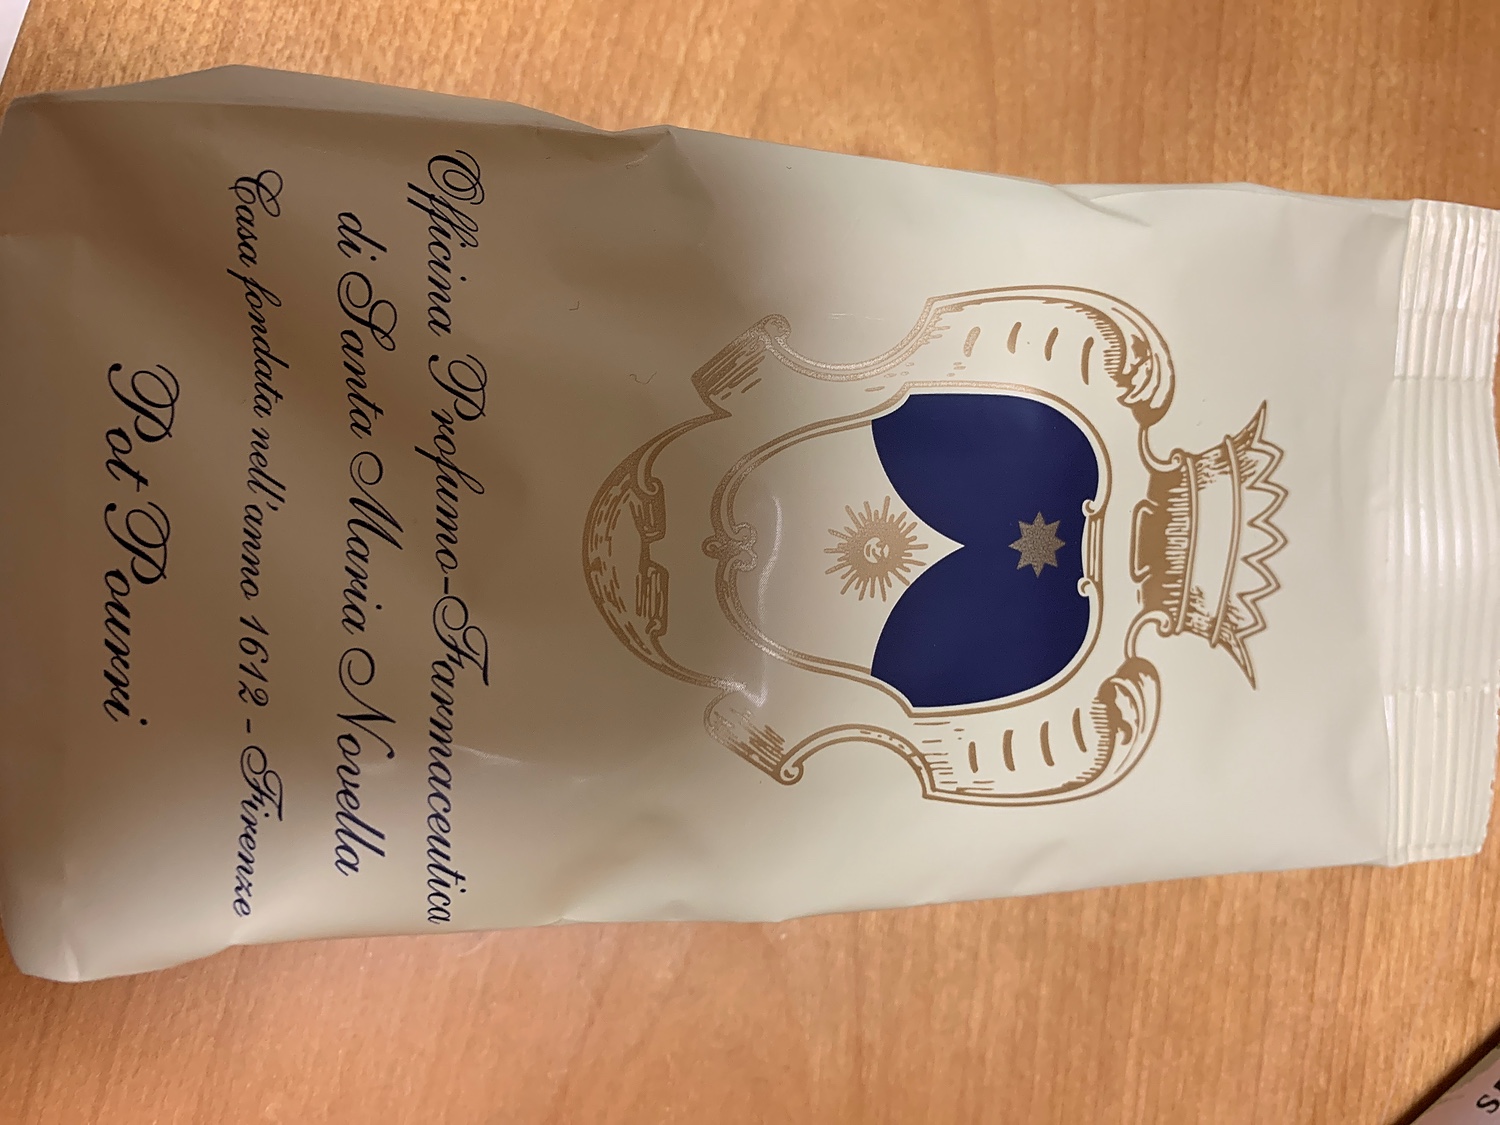 Officina Profumo-Farmaceutica
di Santa Maria Novella
Casa fondata nell'anno 1612 - Firenze
Pot Pourri